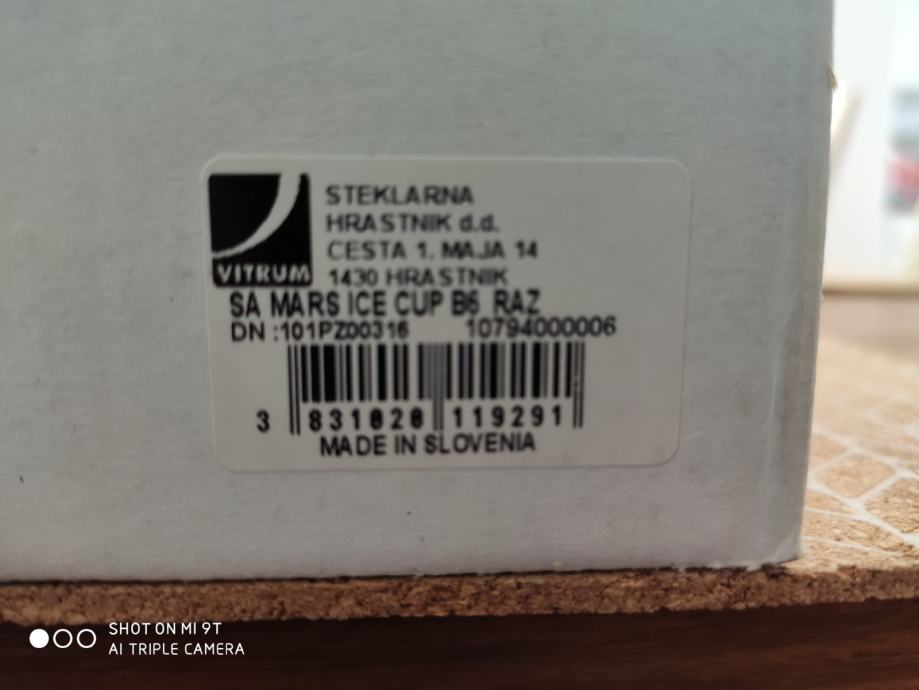 STEKLARNA
HRASTNIK d.d.
CESTA 1. MAJA 14
VITRUM
1430 HRASTNIK
SA MARS ICE CUP B6 RAZ
DN :101PZ00316 10794000006
3 831020 119291
MADE IN SLOVENIA
SHOT ON MI 9T
AI TRIPLE CAMERA